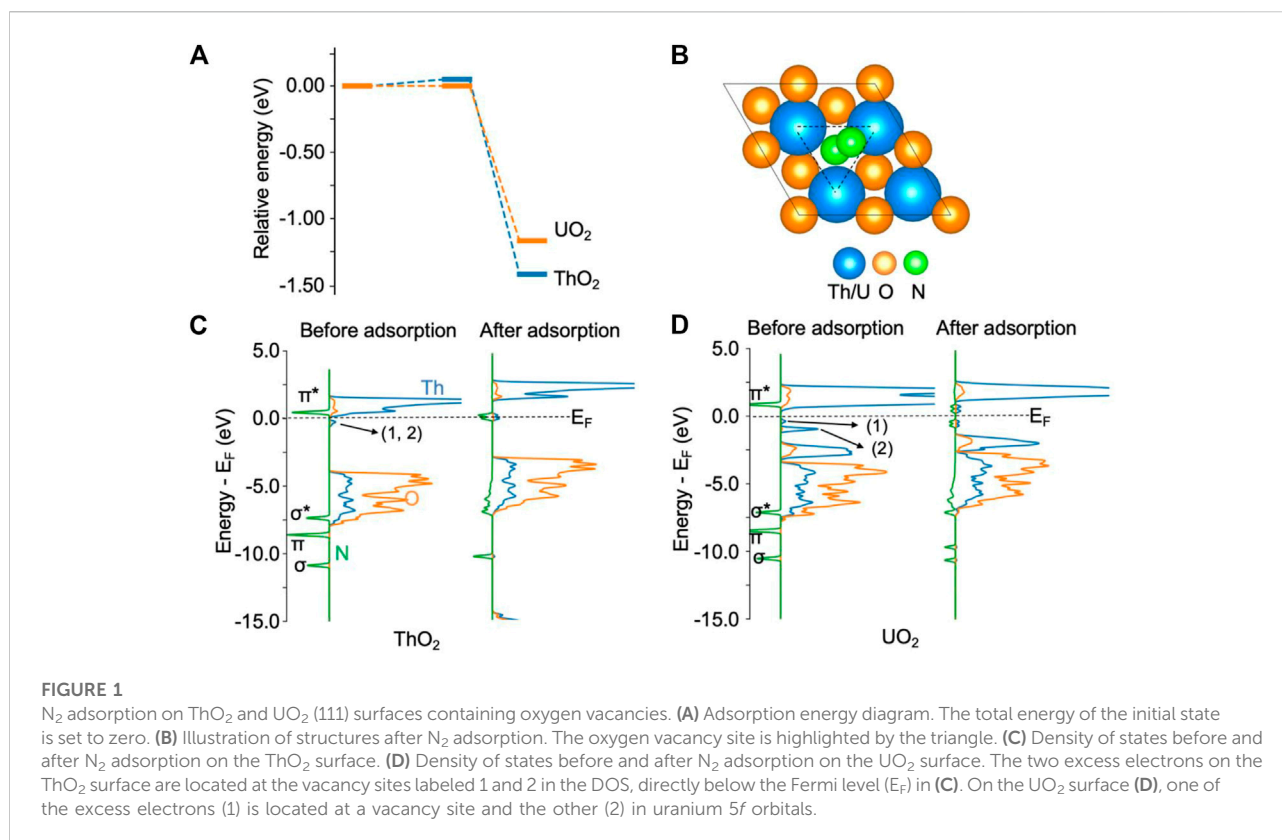 A
Relative energy (eV)
0.00
-0.50
-1.00
-1.50
UO₂
ThO₂
B
Th/U O N
C
Before adsorption After adsorption
Energy - E_F (eV)
5.0
0.0
-5.0
-10.0
-15.0
π*
Th
(1, 2)
E_F
O
σ*
π
N
σ
ThO₂
D
Before adsorption After adsorption
Energy - E_F (eV)
5.0
0.0
-5.0
-10.0
-15.0
π*
E_F
(1)
(2)
σ*
π
σ
UO₂
FIGURE 1
N₂ adsorption on ThO₂ and UO₂ (111) surfaces containing oxygen vacancies. (A) Adsorption energy diagram. The total energy of the initial state
is set to zero. (B) Illustration of structures after N₂ adsorption. The oxygen vacancy site is highlighted by the triangle. (C) Density of states before and
after N₂ adsorption on the ThO₂ surface. (D) Density of states before and after N₂ adsorption on the UO₂ surface. The two excess electrons on the
ThO₂ surface are located at the vacancy sites labeled 1 and 2 in the DOS, directly below the Fermi level (E_F) in (C). On the UO₂ surface (D), one of
the excess electrons (1) is located at a vacancy site and the other (2) in uranium 5f orbitals.